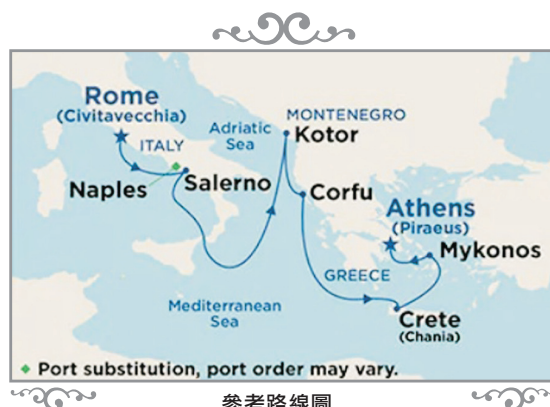 Rome
(Civitavecchia)
ITALY
Adriatic
Sea
MONTENEGRO
Kotor
Naples
Salerno
Corfu
Athens
(Piraeus)
Mykonos
GREECE
Mediterranean
Sea
Crete
(Chania)
Port substitution, port order may vary.
參考路線圖